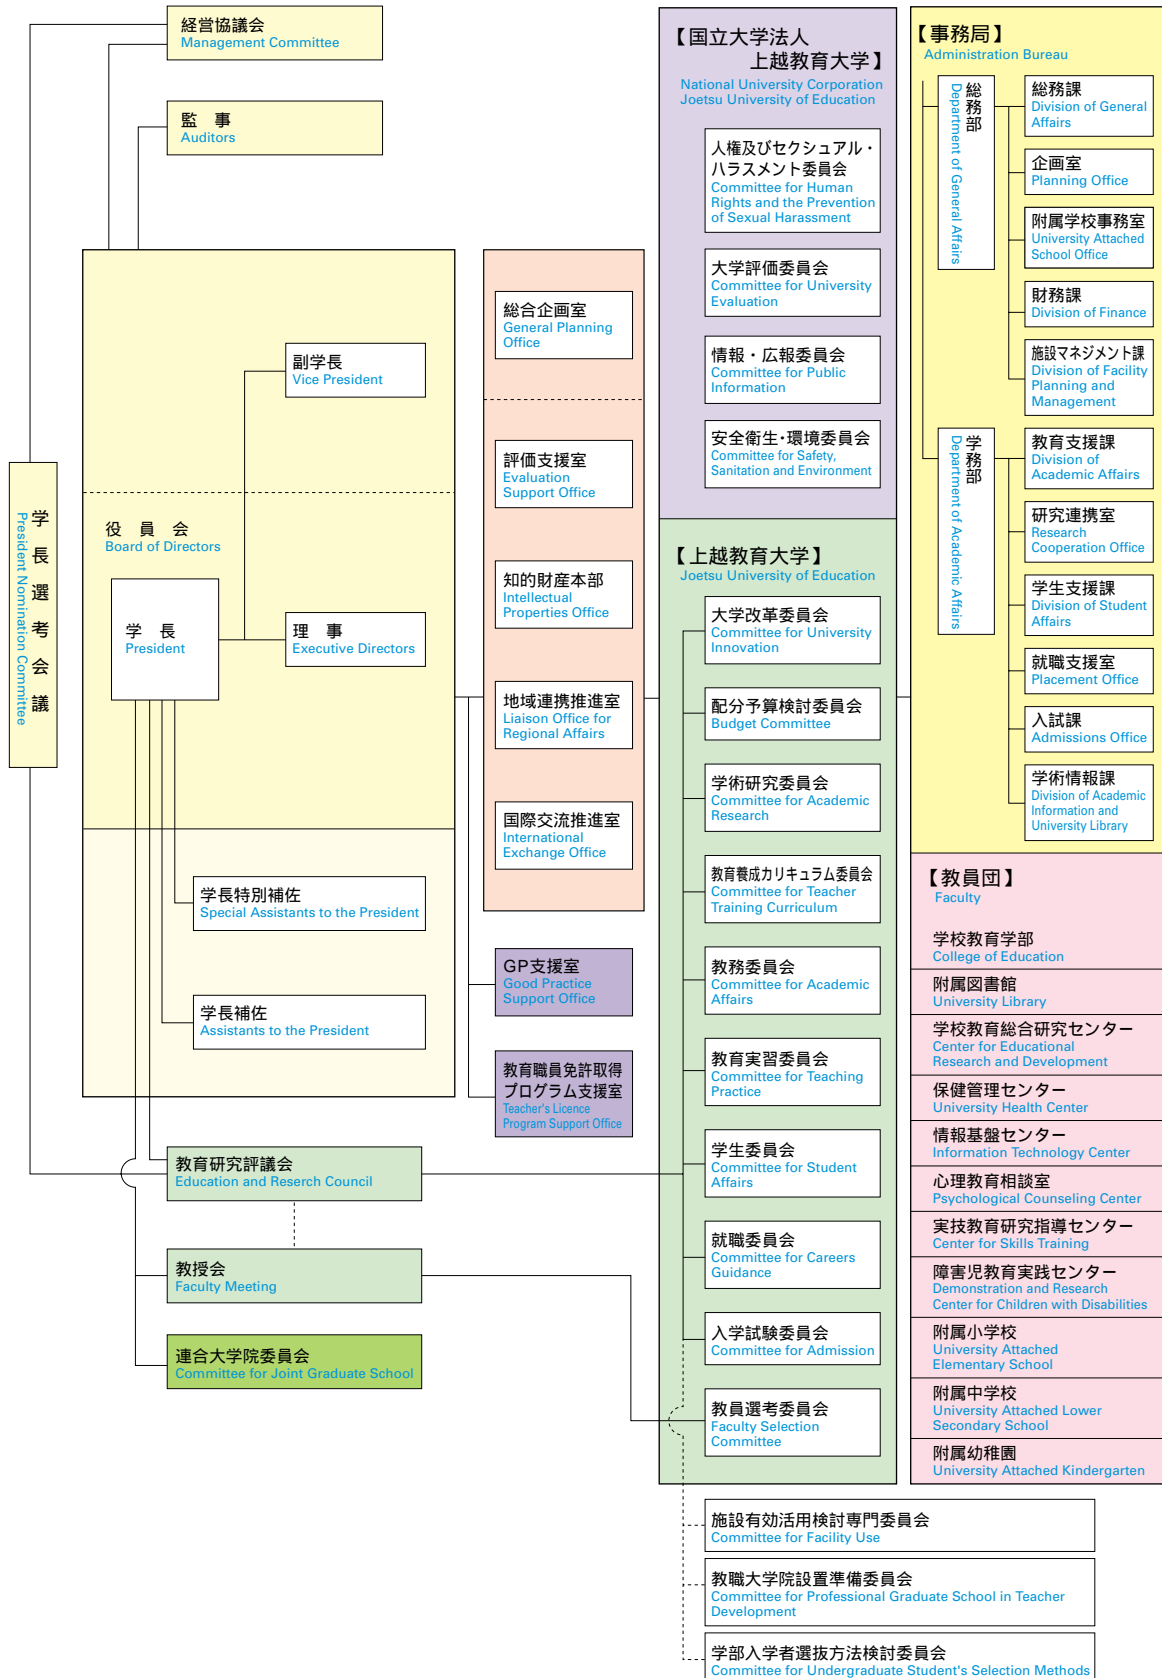 経営協議会
Management Committee
監　事
Auditors
学長選考会議
President Nomination Committee
副学長
Vice President
役　員　会
Board of Directors
学　長
President
理　事
Executive Directors
学長特別補佐
Special Assistants to the President
学長補佐
Assistants to the President
教育研究評議会
Education and Reserch Council
教授会
Faculty Meeting
連合大学院委員会
Committee for Joint Graduate School
総合企画室
General Planning
Office
評価支援室
Evaluation
Support Office
知的財産本部
Intellectual
Properties Office
地域連携推進室
Liaison Office for
Regional Affairs
国際交流推進室
International
Exchange Office
GP支援室
Good Practice
Support Office
教育職員免許取得
プログラム支援室
Teacher's Licence
Program Support Office
【国立大学法人
上越教育大学】
National University Corporation
Joetsu University of Education
人権及びセクシュアル・
ハラスメント委員会
Committee for Human
Rights and the Prevention
of Sexual Harassment
大学評価委員会
Committee for University
Evaluation
情報・広報委員会
Committee for Public
Information
安全衛生・環境委員会
Committee for Safety,
Sanitation and Environment
【上越教育大学】
Joetsu University of Education
大学改革委員会
Committee for University
Innovation
配分予算検討委員会
Budget Committee
学術研究委員会
Committee for Academic
Research
教育養成カリキュラム委員会
Committee for Teacher
Training Curriculum
教務委員会
Committee for Academic
Affairs
教育実習委員会
Committee for Teaching
Practice
学生委員会
Committee for Student
Affairs
就職委員会
Committee for Careers
Guidance
入学試験委員会
Committee for Admission
教員選考委員会
Faculty Selection
Committee
施設有効活用検討専門委員会
Committee for Facility Use
教職大学院設置準備委員会
Committee for Professional Graduate School in Teacher
Development
学部入学者選抜方法検討委員会
Committee for Undergraduate Student's Selection Methods
【事務局】
Administration Bureau
総務部
Department of General Affairs
総務課
Division of General
Affairs
企画室
Planning Office
附属学校事務室
University Attached
School Office
財務課
Division of Finance
施設マネジメント課
Division of Facility
Planning and
Management
学務部
Department of Academic Affairs
教育支援課
Division of
Academic Affairs
研究連携室
Research
Cooperation Office
学生支援課
Division of Student
Affairs
就職支援室
Placement Office
入試課
Admissions Office
学術情報課
Division of Academic
Information and
University Library
【教員団】
Faculty
学校教育学部
College of Education
附属図書館
University Library
学校教育総合研究センター
Center for Educational
Research and Development
保健管理センター
University Health Center
情報基盤センター
Information Technology Center
心理教育相談室
Psychological Counseling Center
実技教育研究指導センター
Center for Skills Training
障害児教育実践センター
Demonstration and Research
Center for Children with Disabilities
附属小学校
University Attached
Elementary School
附属中学校
University Attached Lower
Secondary School
附属幼稚園
University Attached Kindergarten